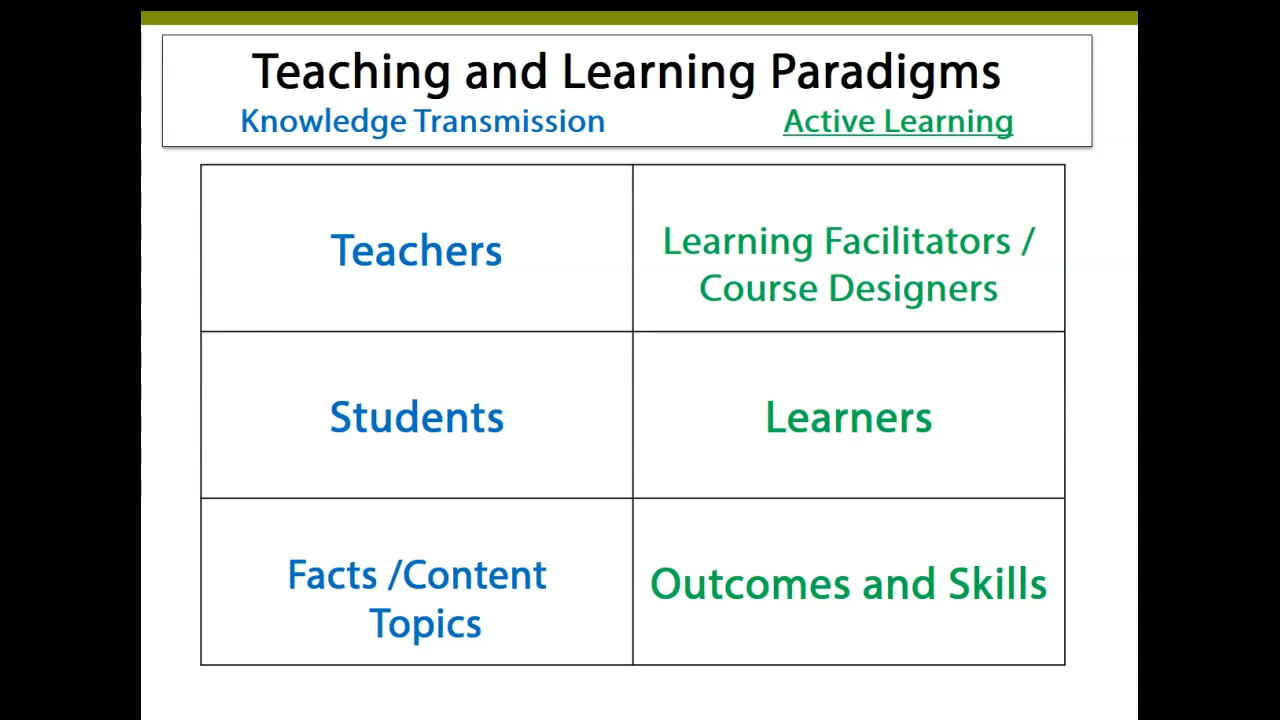 Teaching and Learning Paradigms
Knowledge Transmission Active Learning
Teachers
Learning Facilitators /
Course Designers
Students
Learners
Facts /Content
Topics
Outcomes and Skills